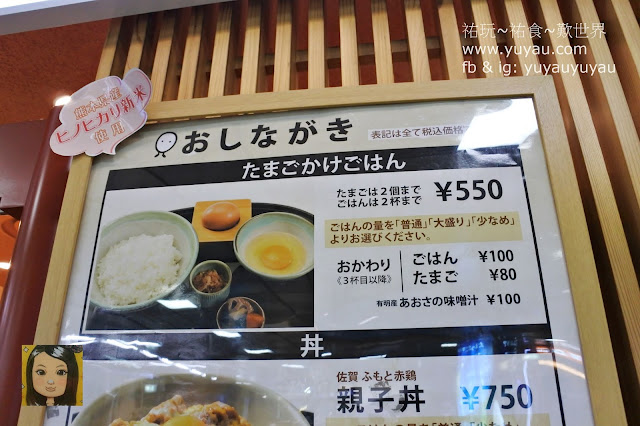 祐玩~祐食~歎世界
www.yuyau.com
fb & ig: yuyauyuyau
熊本県産
ヒノヒカリ新米
使用
おしながき
表記は全て税込価格
たまごかけごはん
たまごは2個まで
ごはんは2杯まで
¥550
ごはんの量を「普通」「大盛り」「少なめ」
よりお選びください。
おかわり
《3杯目以降》
ごはん ¥100
たまご ¥80
有明産 あおさの味噌汁 ¥100
丼
佐賀 ふもと赤鶏
親子丼 ¥750